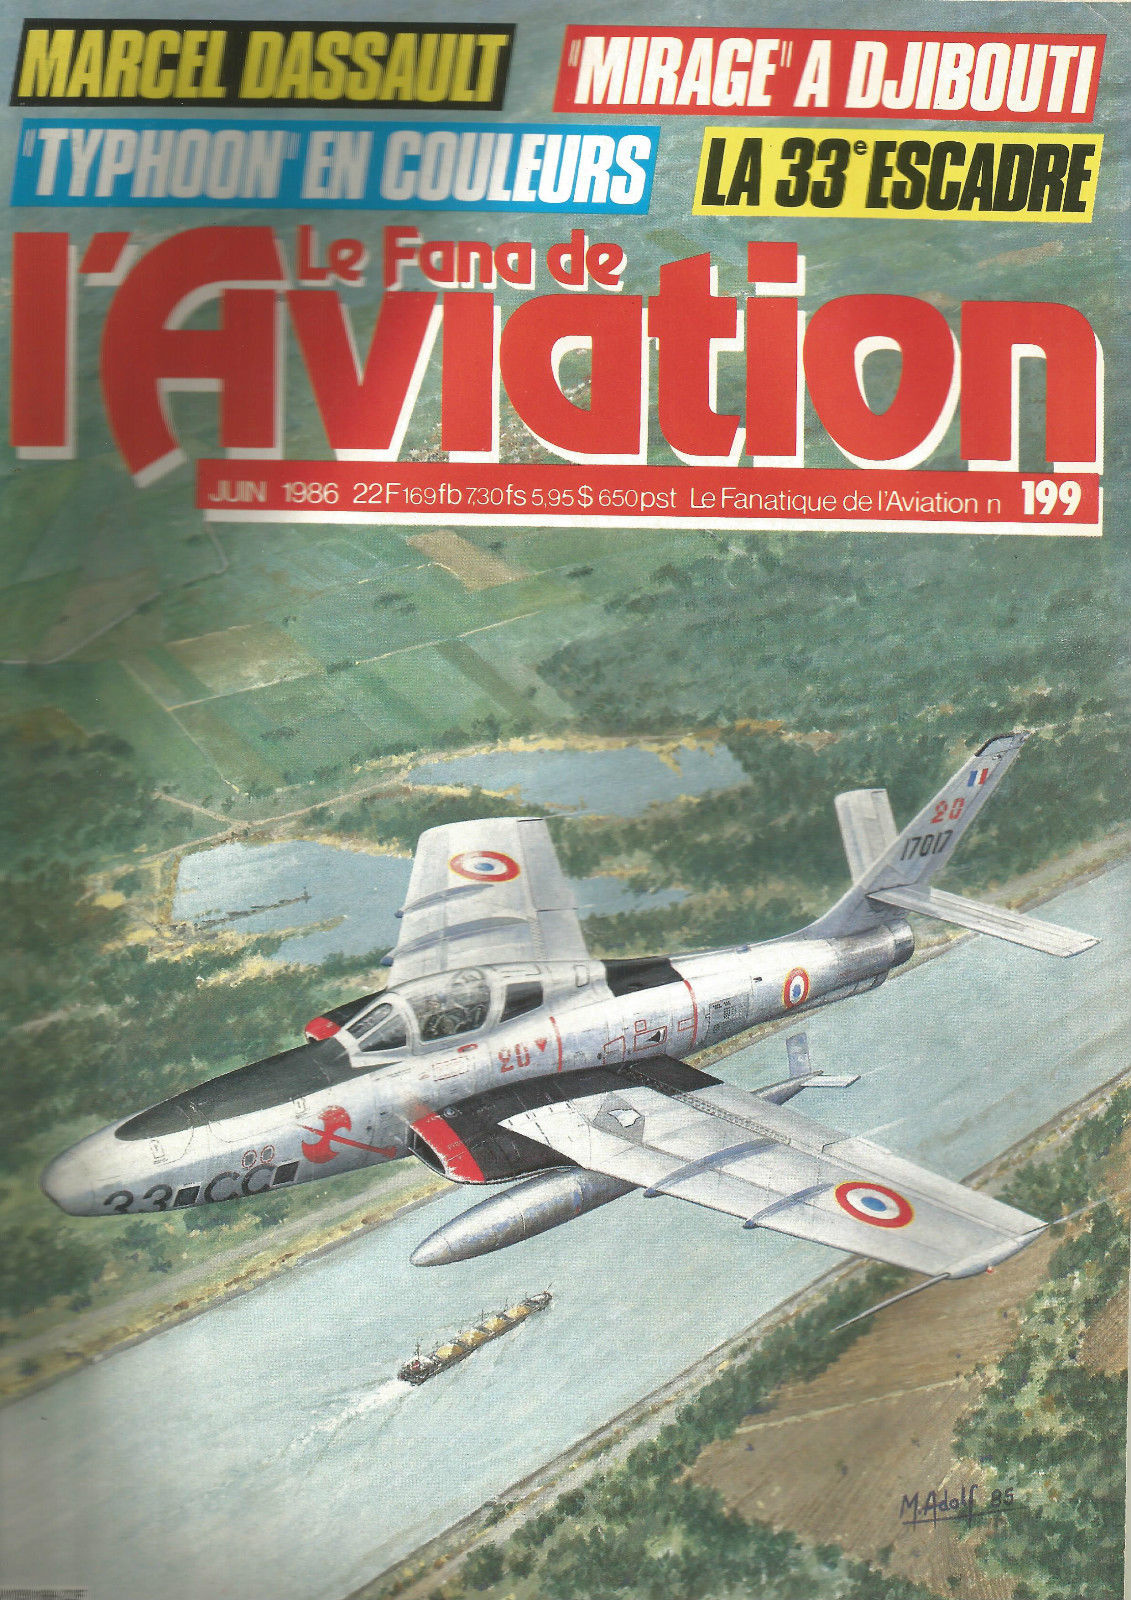 MARCEL DASSAULT
"MIRAGE" A DJIBOUTI
"TYPHOON" EN COULEURS
LA 33e ESCADRE
Le Fana de
l'Aviation
JUIN 1986 22F 169fb 7,30fs 5,95$ 650pst Le Fanatique de l'Aviation n 199
20
17017
20
33-CC-
M.Adolf 85